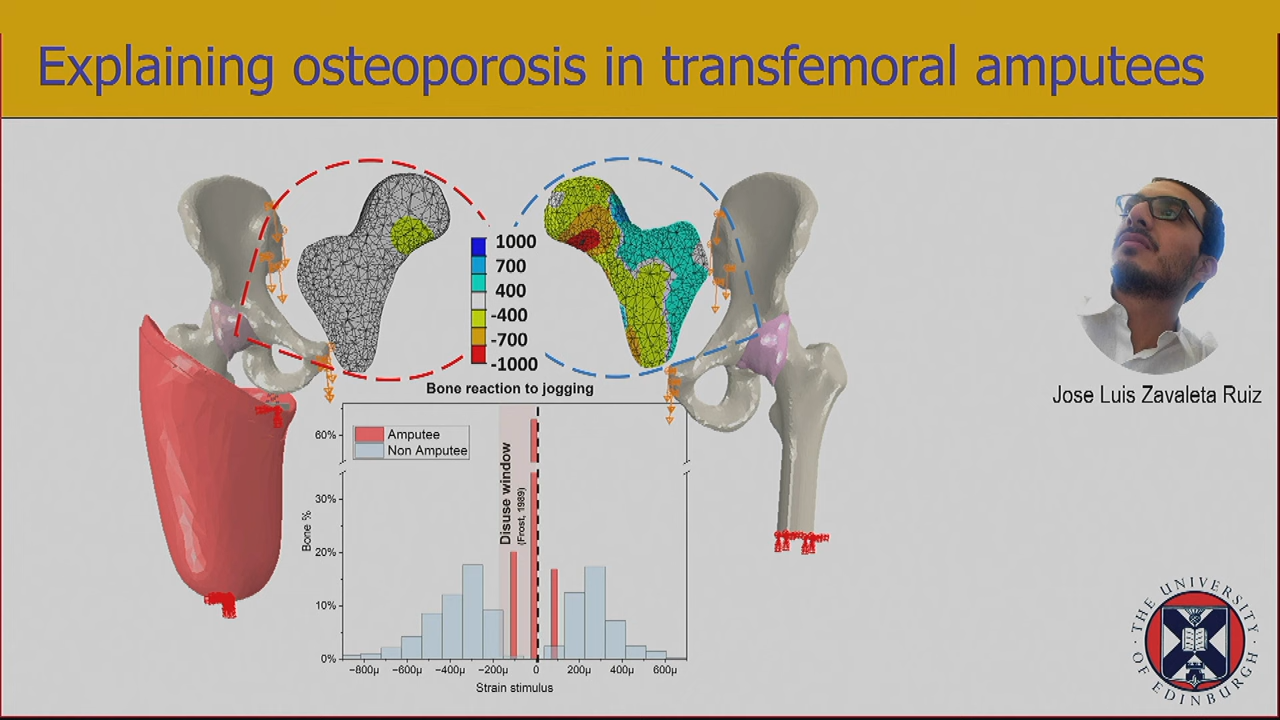 Explaining osteoporosis in transfemoral amputees
1000
700
400
-400
-700
-1000
Bone reaction to jogging
Amputee
Non Amputee
Disuse window
(Frost, 1989)
Bone %
60%
30%
20%
10%
0%
−800μ −600μ −400μ −200μ 0 200μ 400μ 600μ
Strain stimulus
Jose Luis Zavaleta Ruiz
THE UNIVERSITY
OF EDINBURGH